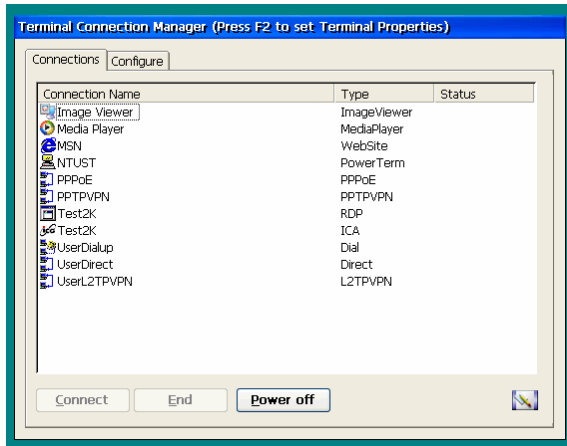 Terminal Connection Manager (Press F2 to set Terminal Properties)
Connections Configure
Connection Name Type Status
Image Viewer ImageViewer
Media Player MediaPlayer
MSN WebSite
NTUST PowerTerm
PPPoE PPPoE
PPTPVPN PPTPVPN
Test2K RDP
Test2K ICA
UserDialup Dial
UserDirect Direct
UserL2TPVPN L2TPVPN
Connect End Power off